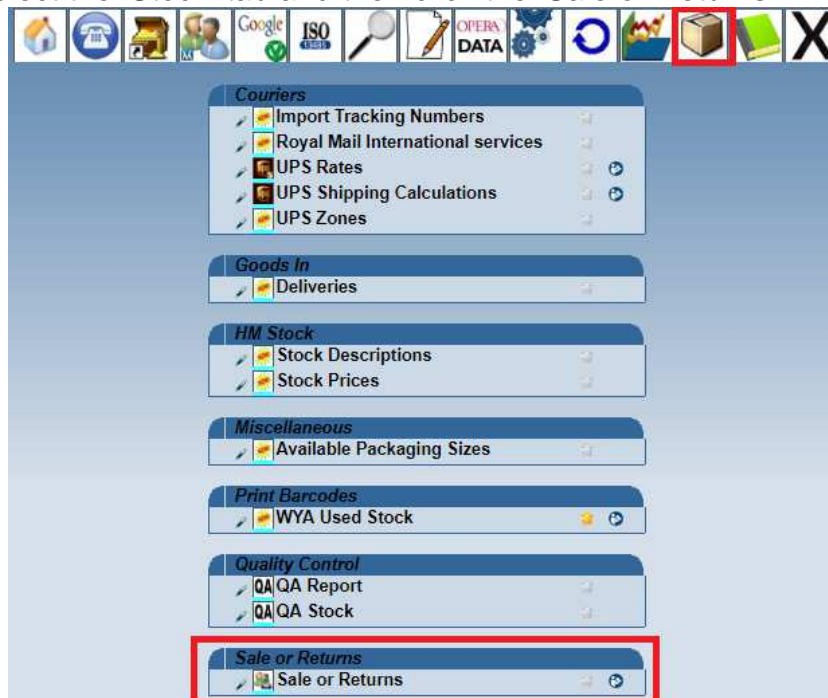 Google ISO OPERA
13485 DATA
Couriers
Import Tracking Numbers
Royal Mail International services
UPS Rates
UPS Shipping Calculations
UPS Zones
Goods In
Deliveries
HM Stock
Stock Descriptions
Stock Prices
Miscellaneous
Available Packaging Sizes
Print Barcodes
WYA Used Stock
Quality Control
QA QA Report
QA QA Stock
Sale or Returns
Sale or Returns